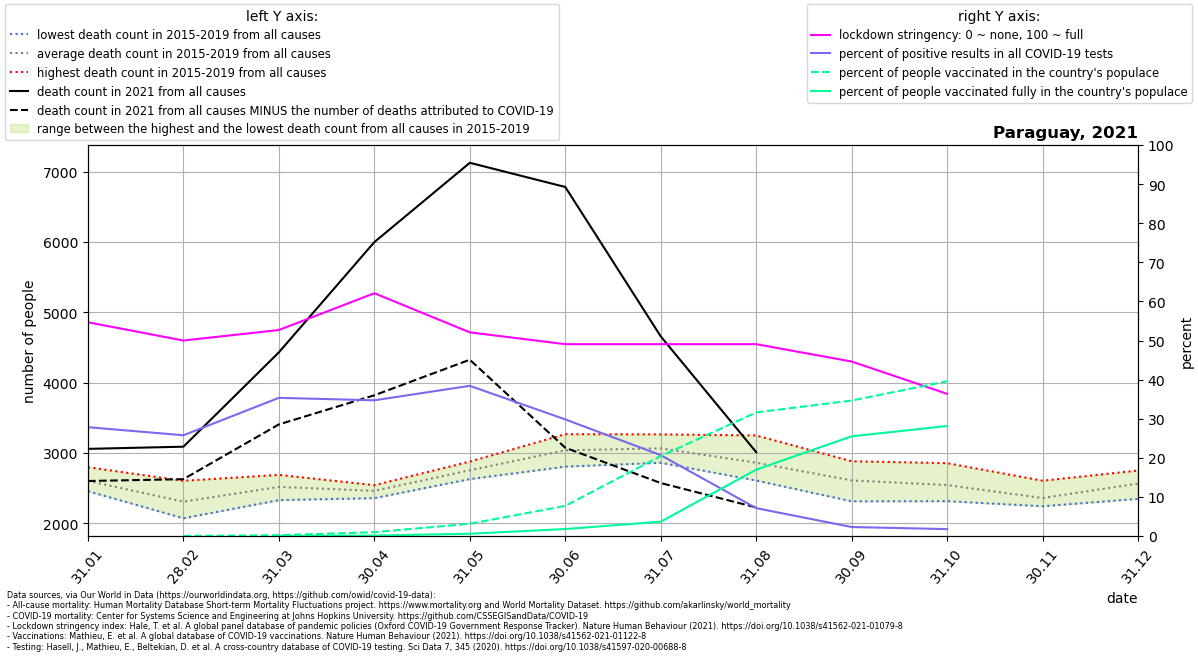 left Y axis:
lowest death count in 2015-2019 from all causes
average death count in 2015-2019 from all causes
highest death count in 2015-2019 from all causes
death count in 2021 from all causes
death count in 2021 from all causes MINUS the number of deaths attributed to COVID-19
range between the highest and the lowest death count from all causes in 2015-2019
right Y axis:
lockdown stringency: 0 ~ none, 100 ~ full
percent of positive results in all COVID-19 tests
percent of people vaccinated in the country's populace
percent of people vaccinated fully in the country's populace
Paraguay, 2021
7000
6000
5000
4000
3000
2000
number of people
100
90
80
70
60
50
40
30
20
10
0
percent
31.01
28.02
31.03
30.04
31.05
30.06
31.07
31.08
30.09
31.10
30.11
31.12
date
Data sources, via Our World in Data (https://ourworldindata.org, https://github.com/owid/covid-19-data):
- All-cause mortality: Human Mortality Database Short-term Mortality Fluctuations project. https://www.mortality.org and World Mortality Dataset. https://github.com/akarlinsky/world_mortality
- COVID-19 mortality: Center for Systems Science and Engineering at Johns Hopkins University. https://github.com/CSSEGISandData/COVID-19
- Lockdown stringency index: Hale, T. et al. A global panel database of pandemic policies (Oxford COVID-19 Government Response Tracker). Nature Human Behaviour (2021). https://doi.org/10.1038/s41562-021-01079-8
- Vaccinations: Mathieu, E. et al. A global database of COVID-19 vaccinations. Nature Human Behaviour (2021). https://doi.org/10.1038/s41562-021-01122-8
- Testing: Hasell, J., Mathieu, E., Beltekian, D. et al. A cross-country database of COVID-19 testing. Sci Data 7, 345 (2020). https://doi.org/10.1038/s41597-020-00688-8